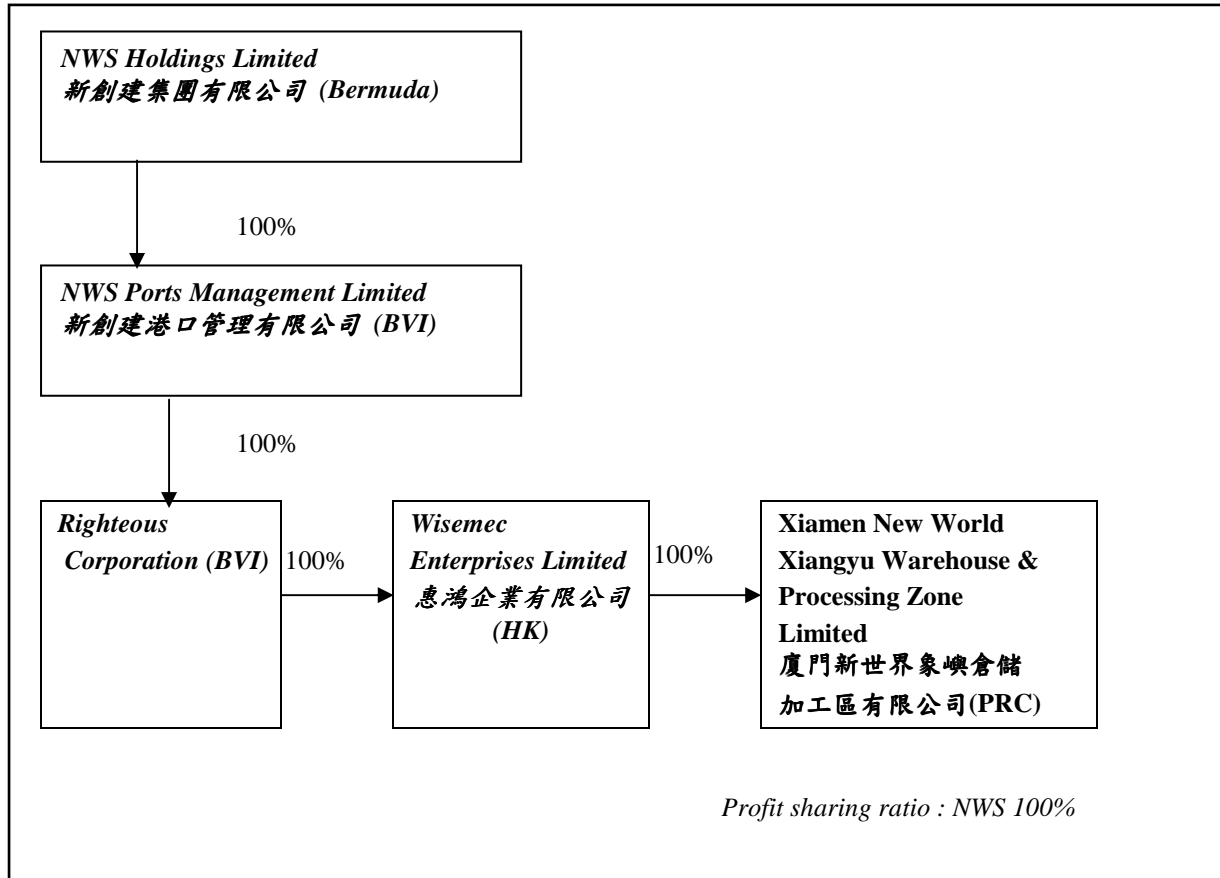 NWS Holdings Limited
新創建集團有限公司 (Bermuda)
100%
NWS Ports Management Limited
新創建港口管理有限公司 (BVI)
100%
Righteous
Corporation (BVI)
100%
Wisemec
Enterprises Limited
惠鴻企業有限公司
(HK)
100%
Xiamen New World
Xiangyu Warehouse &
Processing Zone
Limited
廈門新世界象嶼倉儲
加工區有限公司(PRC)
Profit sharing ratio : NWS 100%